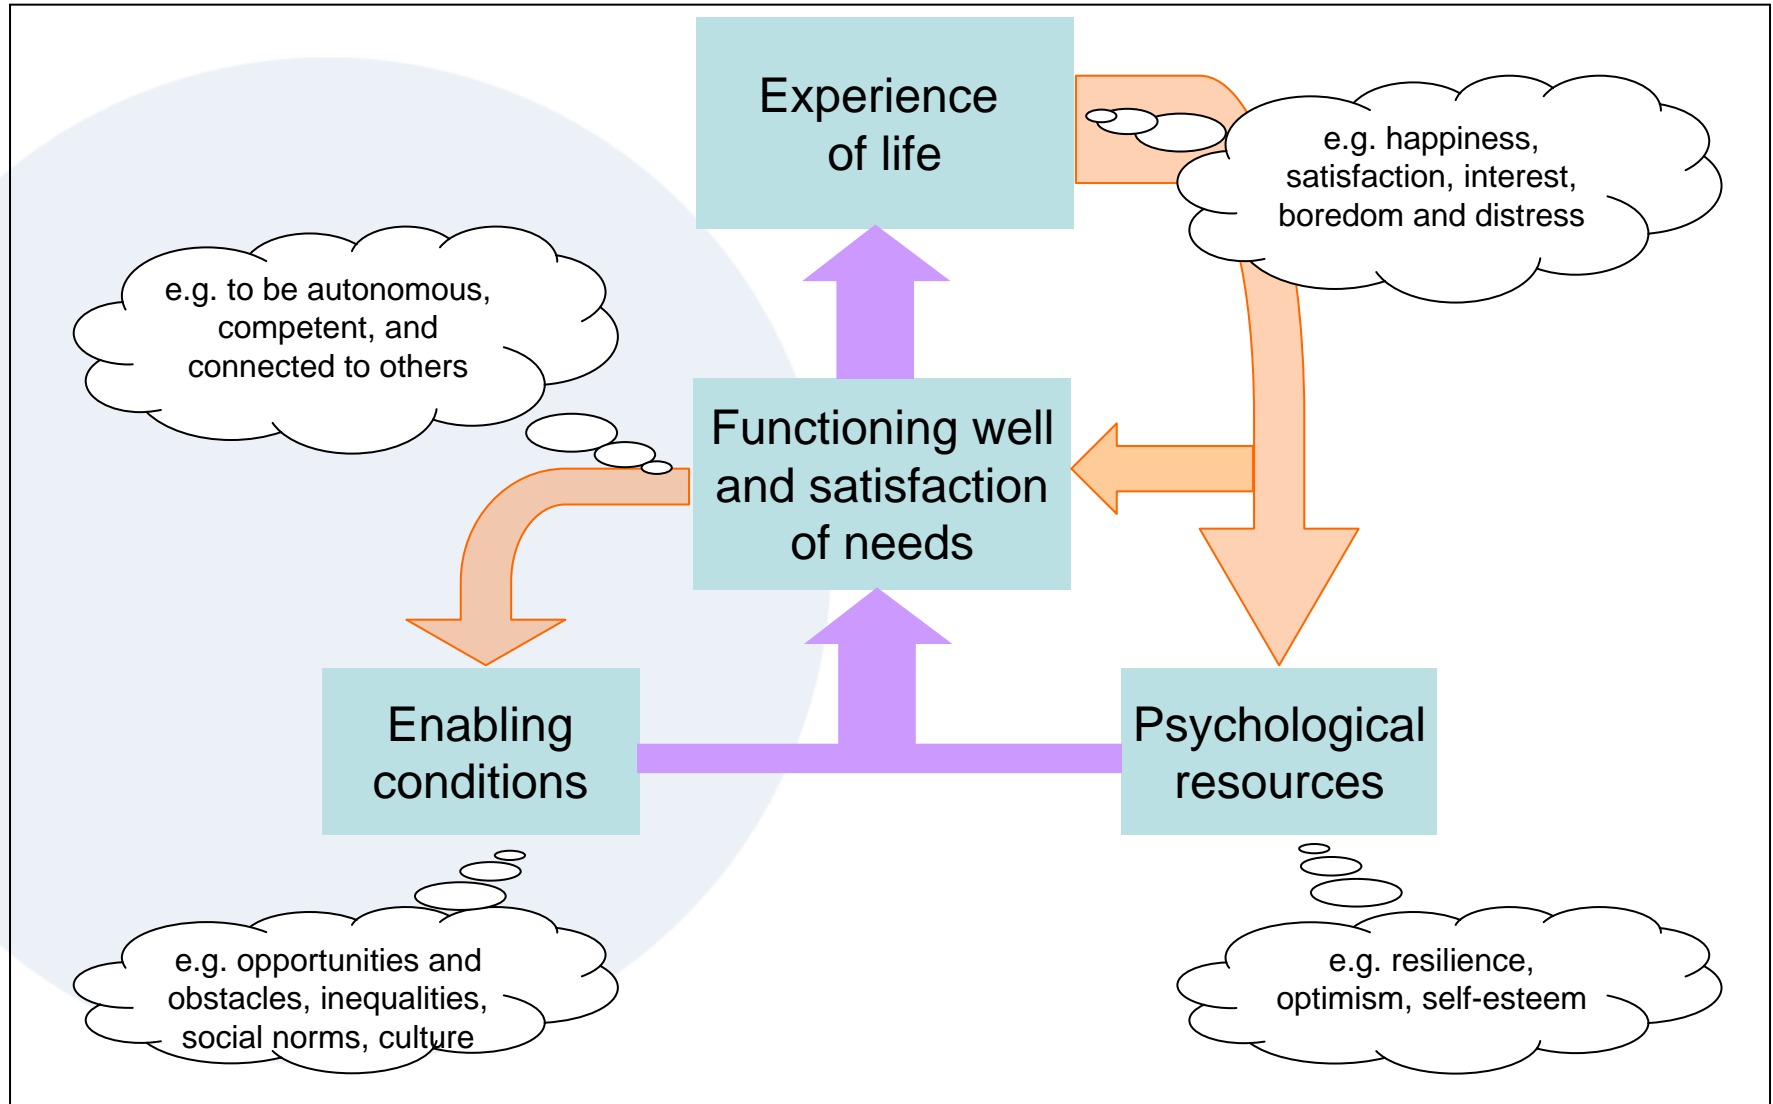 Experience
of life
e.g. happiness,
satisfaction, interest,
boredom and distress
e.g. to be autonomous,
competent, and
connected to others
Functioning well
and satisfaction
of needs
Enabling
conditions
Psychological
resources
e.g. opportunities and
obstacles, inequalities,
social norms, culture
e.g. resilience,
optimism, self-esteem